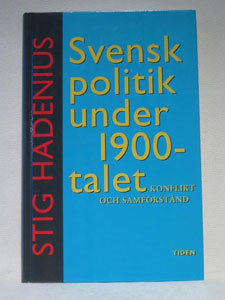 STIG HADENIUS
Svensk
politik
under
1900-
talet
KONFLIKT
OCH SAMFÖRSTÅND
TIDEN